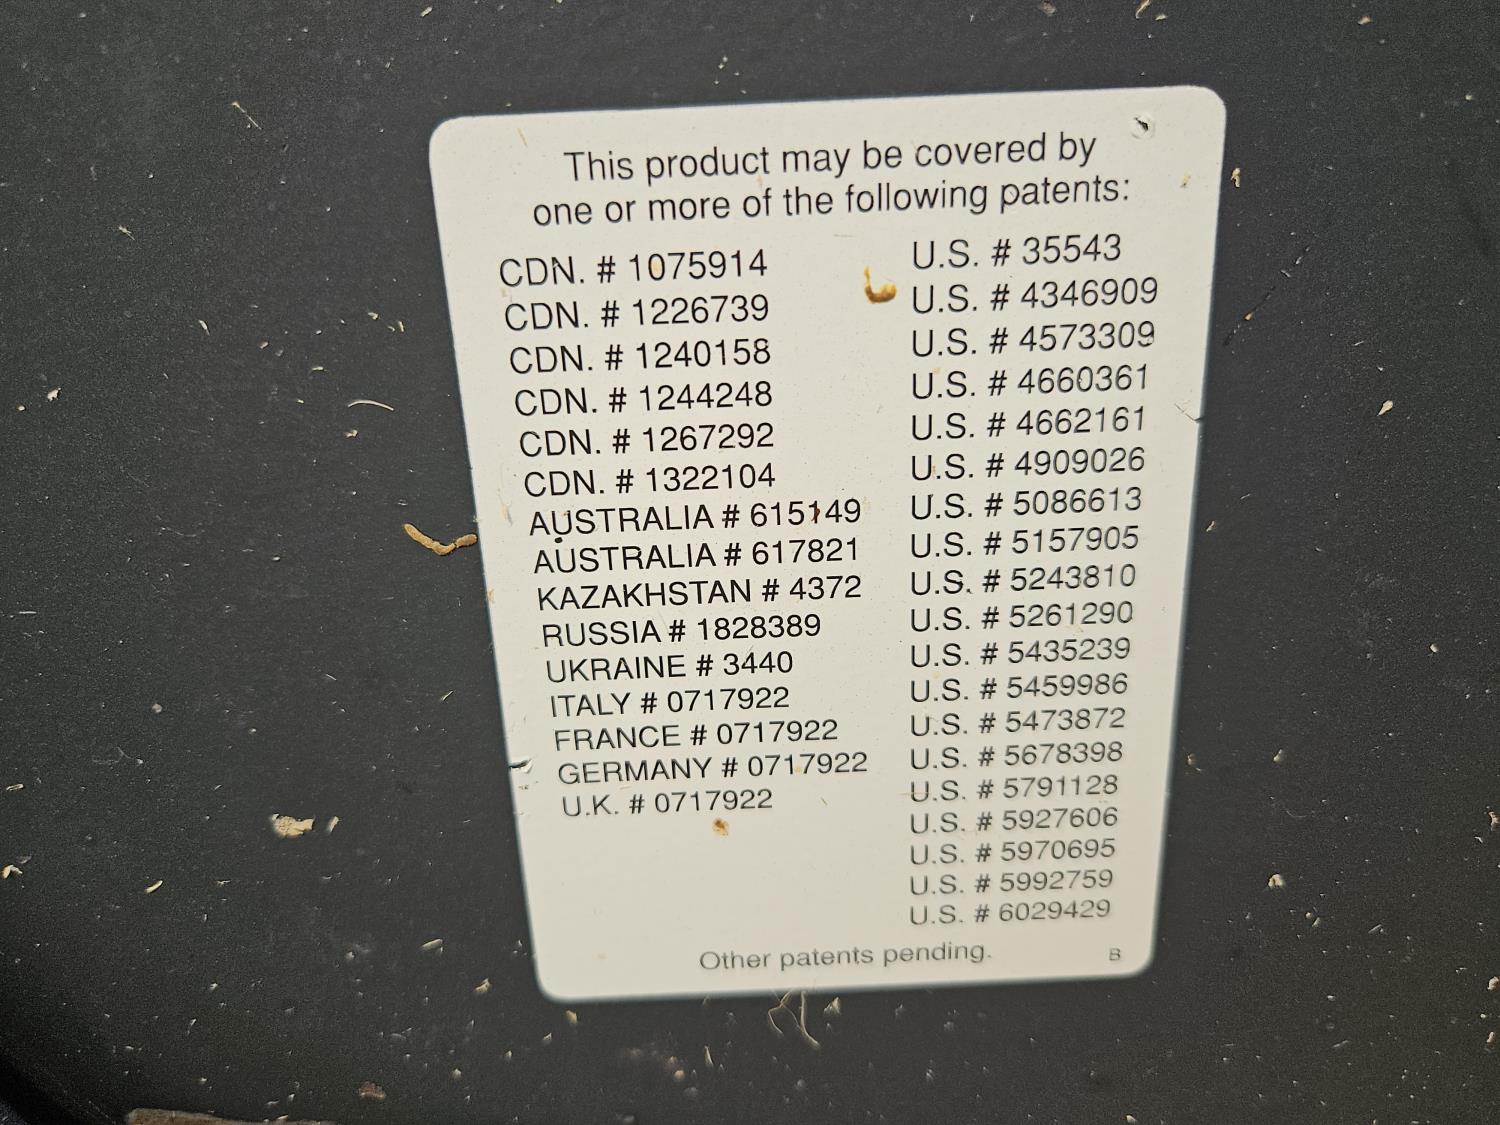 This product may be covered by
one or more of the following patents:
CDN. # 1075914
CDN. # 1226739
CDN. # 1240158
CDN. # 1244248
CDN. # 1267292
CDN. # 1322104
AUSTRALIA # 615149
AUSTRALIA # 617821
KAZAKHSTAN # 4372
RUSSIA # 1828389
UKRAINE # 3440
ITALY # 0717922
FRANCE # 0717922
GERMANY # 0717922
U.K. # 0717922
U.S. # 35543
U.S. # 4346909
U.S. # 4573309
U.S. # 4660361
U.S. # 4662161
U.S. # 4909026
U.S. # 5086613
U.S. # 5157905
U.S. # 5243810
U.S. # 5261290
U.S. # 5435239
U.S. # 5459986
U.S. # 5473872
U.S. # 5678398
U.S. # 5791128
U.S. # 5927606
U.S. # 5970695
U.S. # 5992759
U.S. # 6029429
Other patents pending.
B